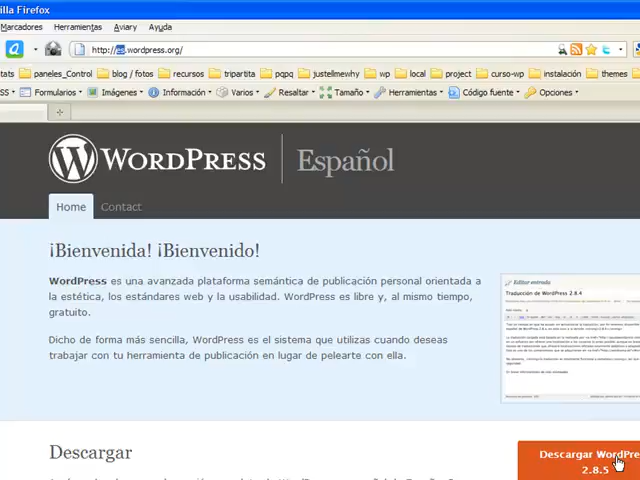 illa Firefox
Marcadores Herramientas Aviary Ayuda
http://es.wordpress.org/
tats paneles_Control blog / fotos recursos tripartita pqpq justellmewhy wp local project curso-wp instalación themes
SS Formularios Imágenes Información Varios Resaltar Tamaño Herramientas Código fuente Opciones
WORDPRESS Español
Home Contact
¡Bienvenida! ¡Bienvenido!
WordPress es una avanzada plataforma semántica de publicación personal orientada a
la estética, los estándares web y la usabilidad. WordPress es libre y, al mismo tiempo,
gratuito.
Dicho de forma más sencilla, WordPress es el sistema que utilizas cuando deseas
trabajar con tu herramienta de publicación en lugar de pelearte con ella.
Editar entrada
Traducción de WordPress 2.8.4
Descargar
Descargar WordPre
2.8.5